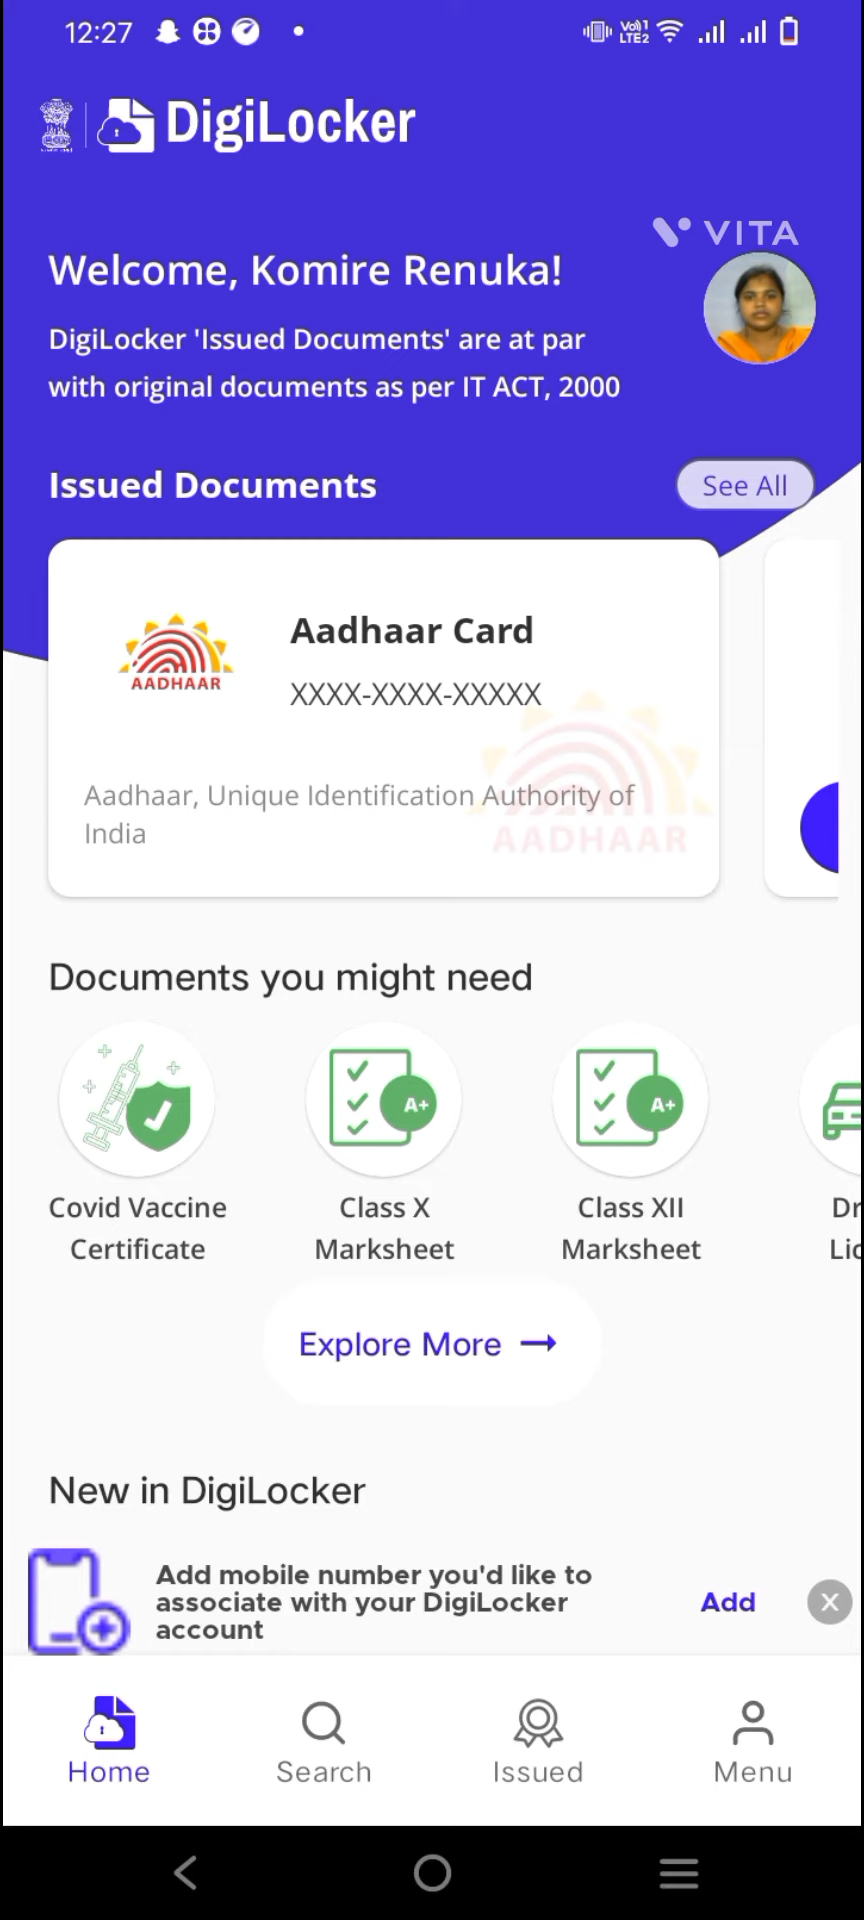 12:27
Vo)) 1
LTE2
DigiLocker
VITA
Welcome, Komire Renuka!
DigiLocker 'Issued Documents' are at par
with original documents as per IT ACT, 2000
Issued Documents
See All
AADHAAR
Aadhaar Card
XXXX-XXXX-XXXXX
Aadhaar, Unique Identification Authority of
India
AADHAAR
Documents you might need
A+
A+
Covid Vaccine
Certificate
Class X
Marksheet
Class XII
Marksheet
Dr
Lic
Explore More →
New in DigiLocker
Add mobile number you'd like to
associate with your DigiLocker
account
Add
X
Home
Search
Issued
Menu